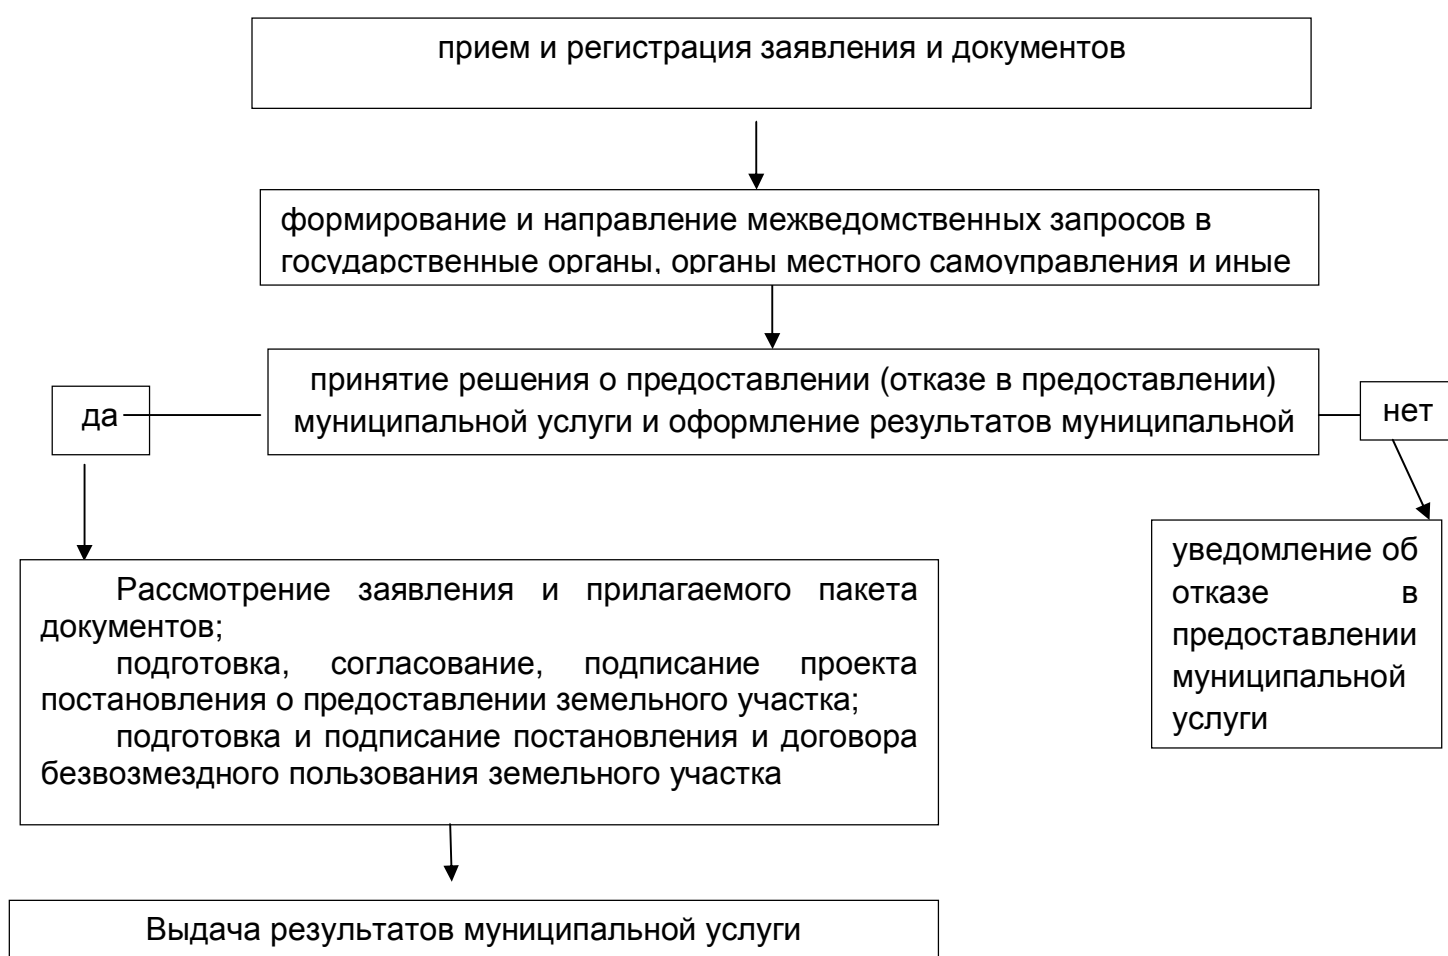 прием и регистрация заявления и документов
формирование и направление межведомственных запросов в
государственные органы, органы местного самоуправления и иные
принятие решения о предоставлении (отказе в предоставлении)
муниципальной услуги и оформление результатов муниципальной
да
нет
Рассмотрение заявления и прилагаемого пакета
документов;
подготовка, согласование, подписание проекта
постановления о предоставлении земельного участка;
подготовка и подписание постановления и договора
безвозмездного пользования земельного участка
уведомление об
отказе в
предоставлении
муниципальной
услуги
Выдача результатов муниципальной услуги